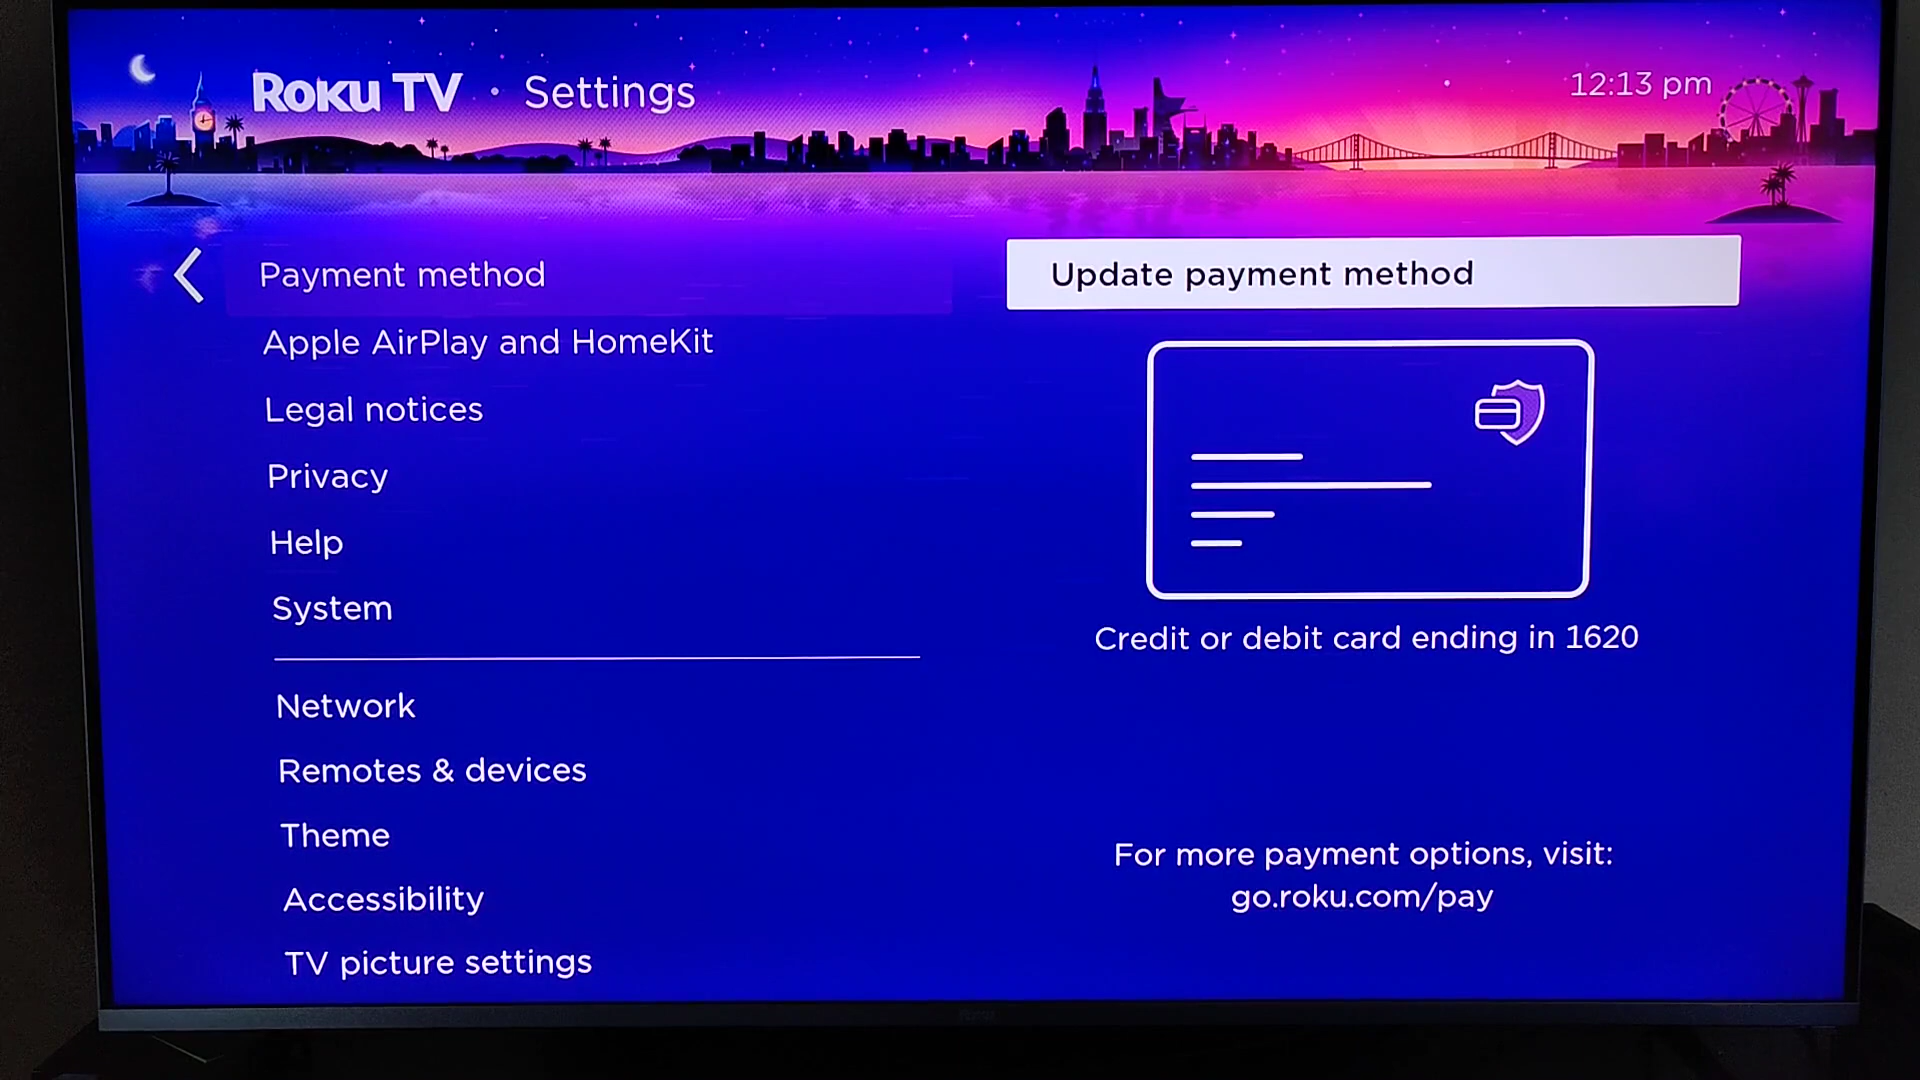 Roku TV • Settings
12:13 pm
Payment method
Apple AirPlay and HomeKit
Legal notices
Privacy
Help
System
Network
Remotes & devices
Theme
Accessibility
TV picture settings
Update payment method
Credit or debit card ending in 1620
For more payment options, visit:
go.roku.com/pay